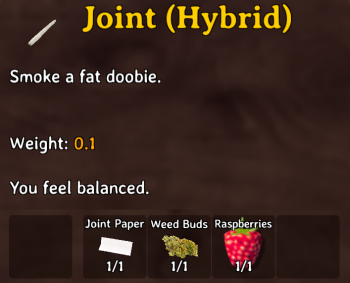 Joint (Hybrid)
Smoke a fat doobie.
Weight: 0.1
You feel balanced.
Joint Paper Weed Buds Raspberries
1/1 1/1 1/1